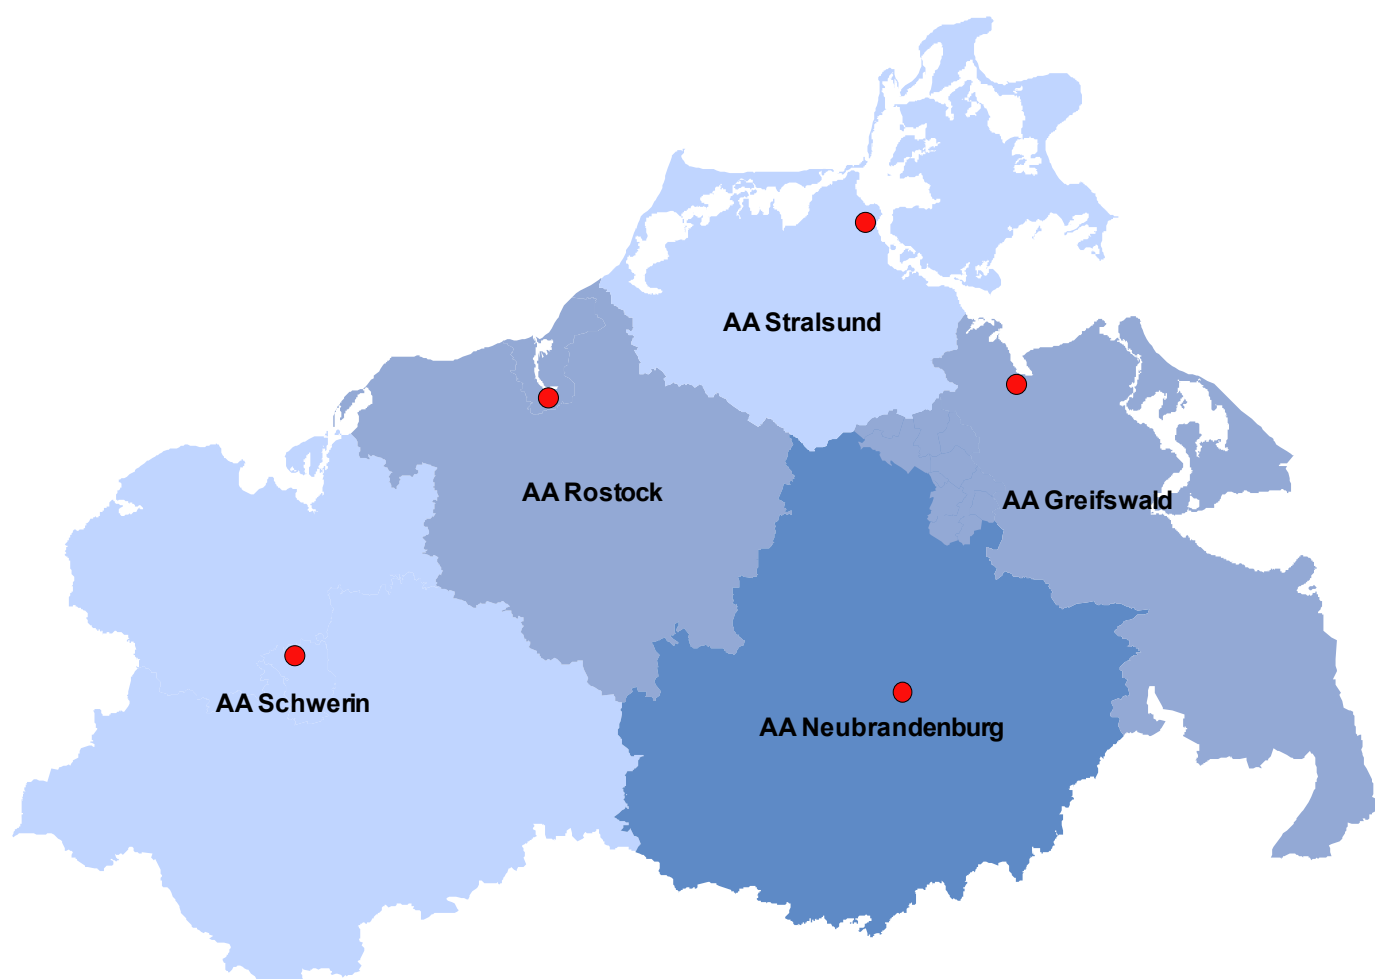 AA Stralsund
AA Rostock
AA Greifswald
AA Schwerin
AA Neubrandenburg